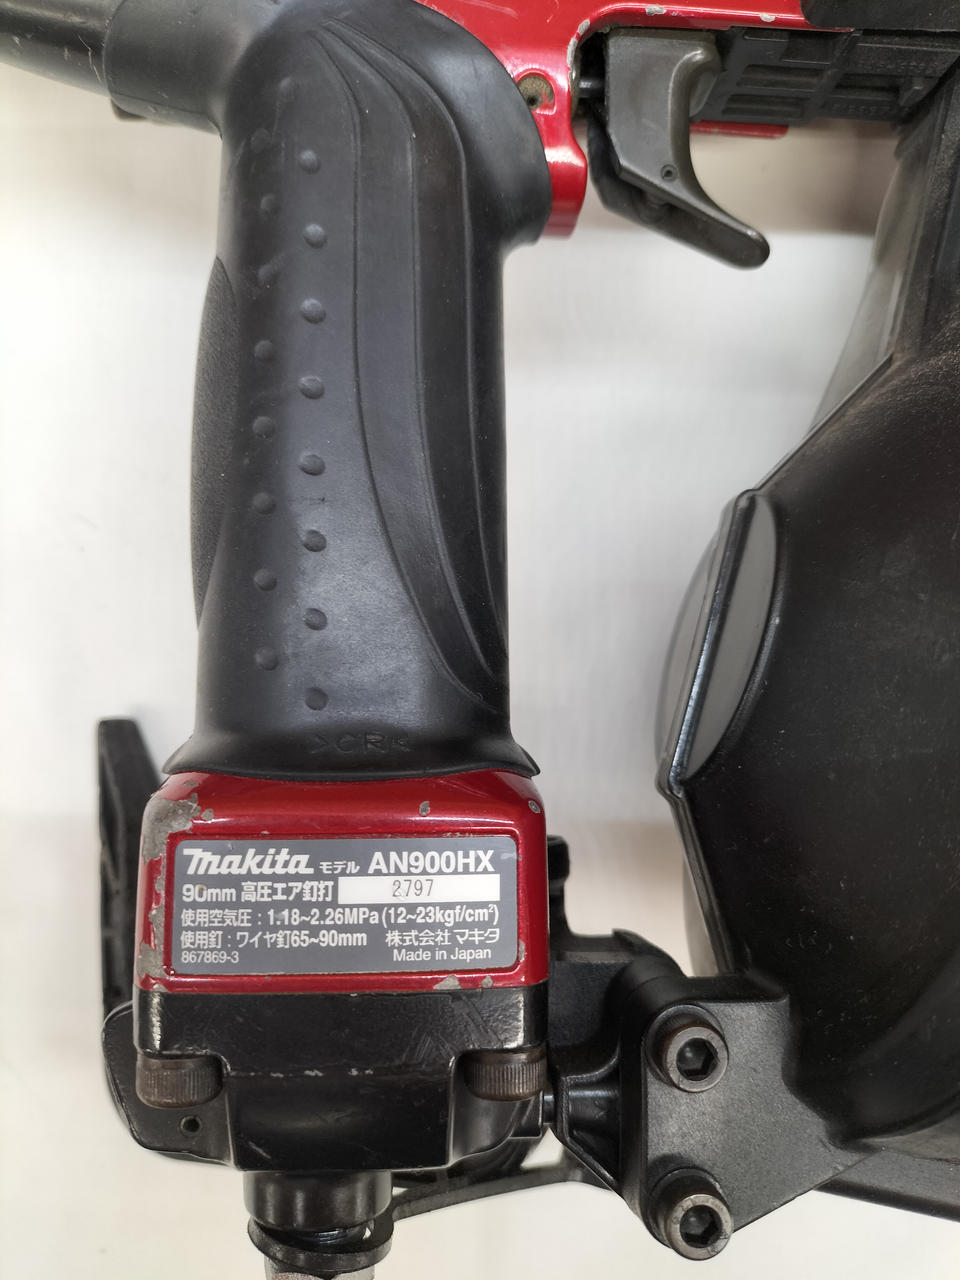 >CRK
makita モデル AN900HX
90mm 高圧エア釘打 2797
使用空気圧：1.18~2.26MPa (12~23kgf/cm²)
使用釘：ワイヤ釘65~90mm 株式会社 マキタ
867869-3 Made in Japan